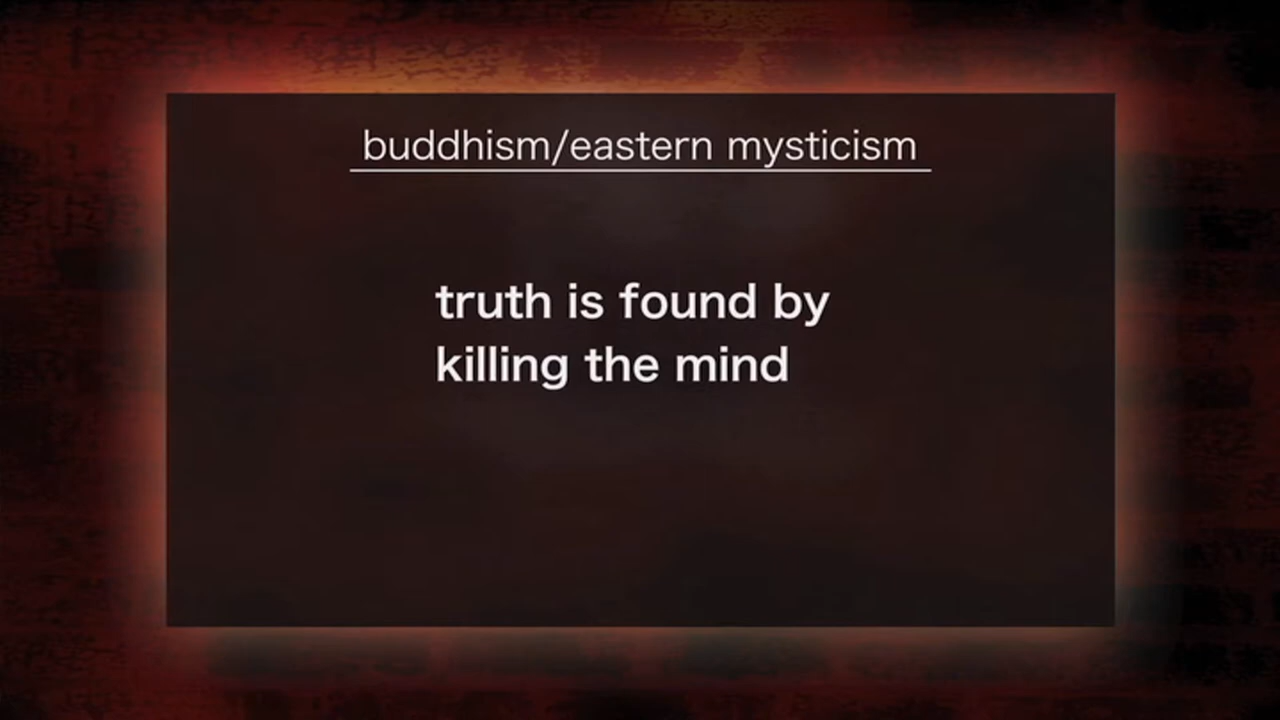 buddhism/eastern mysticism
truth is found by
killing the mind